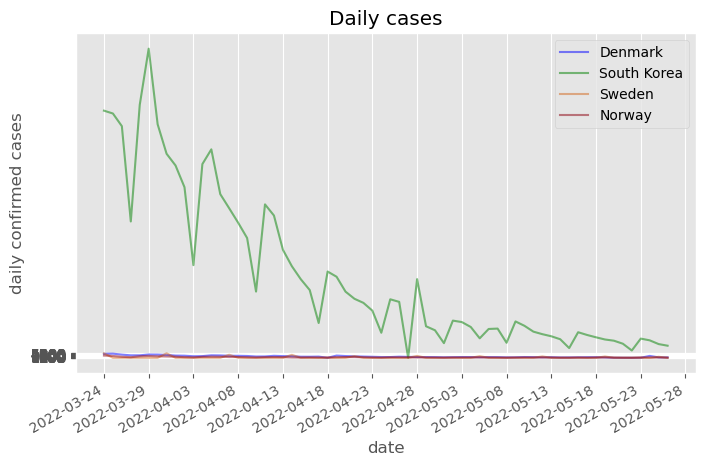 Daily cases
Denmark
South Korea
Sweden
Norway
daily confirmed cases
2022-03-24
2022-03-29
2022-04-03
2022-04-08
2022-04-13
2022-04-18
2022-04-23
2022-04-28
2022-05-03
2022-05-08
2022-05-13
2022-05-18
2022-05-23
2022-05-28
date